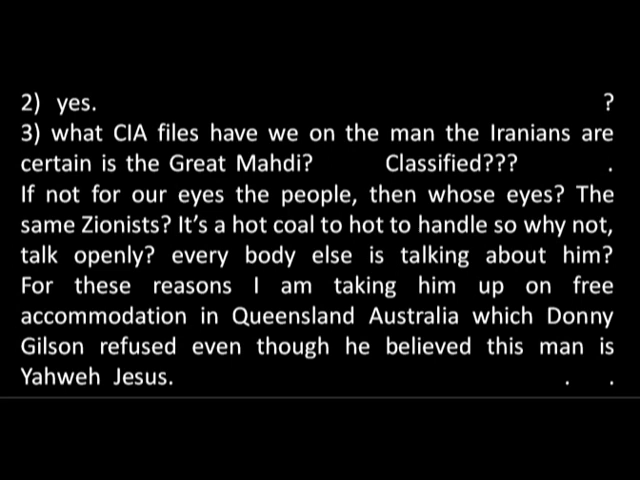 2) yes. ?
3) what CIA files have we on the man the Iranians are
certain is the Great Mahdi? Classified??? .
If not for our eyes the people, then whose eyes? The
same Zionists? It's a hot coal to hot to handle so why not,
talk openly? every body else is talking about him?
For these reasons I am taking him up on free
accommodation in Queensland Australia which Donny
Gilson refused even though he believed this man is
Yahweh Jesus. . .